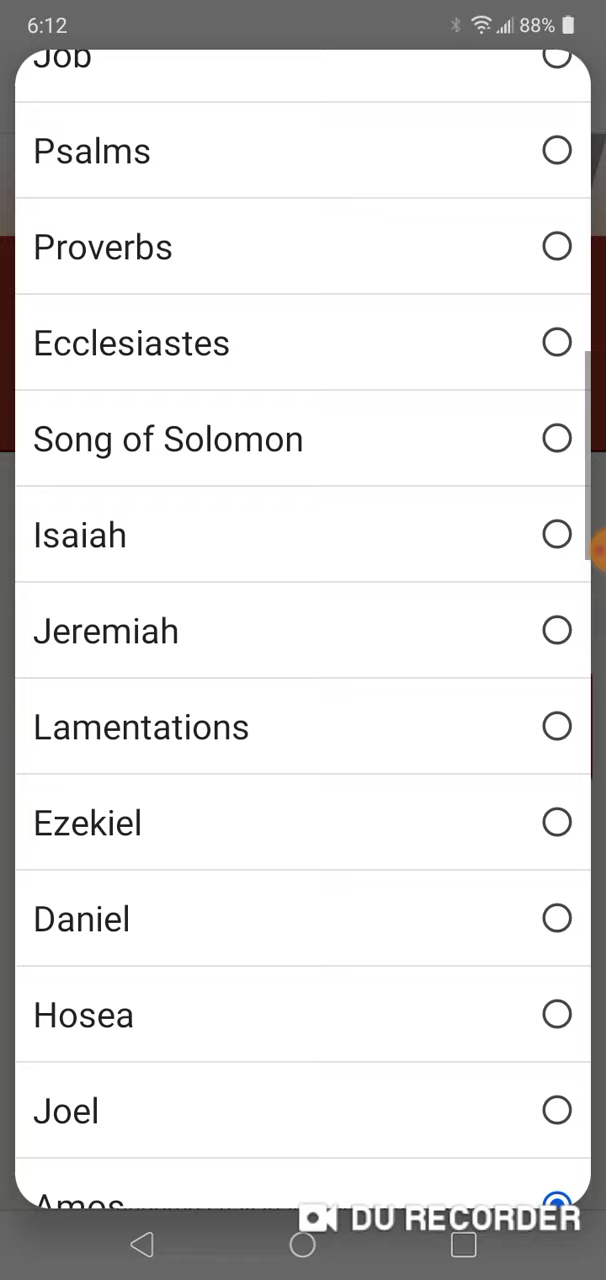 6:12
88%
Job
Psalms
Proverbs
Ecclesiastes
Song of Solomon
Isaiah
Jeremiah
Lamentations
Ezekiel
Daniel
Hosea
Joel
Amos
DU RECORDER